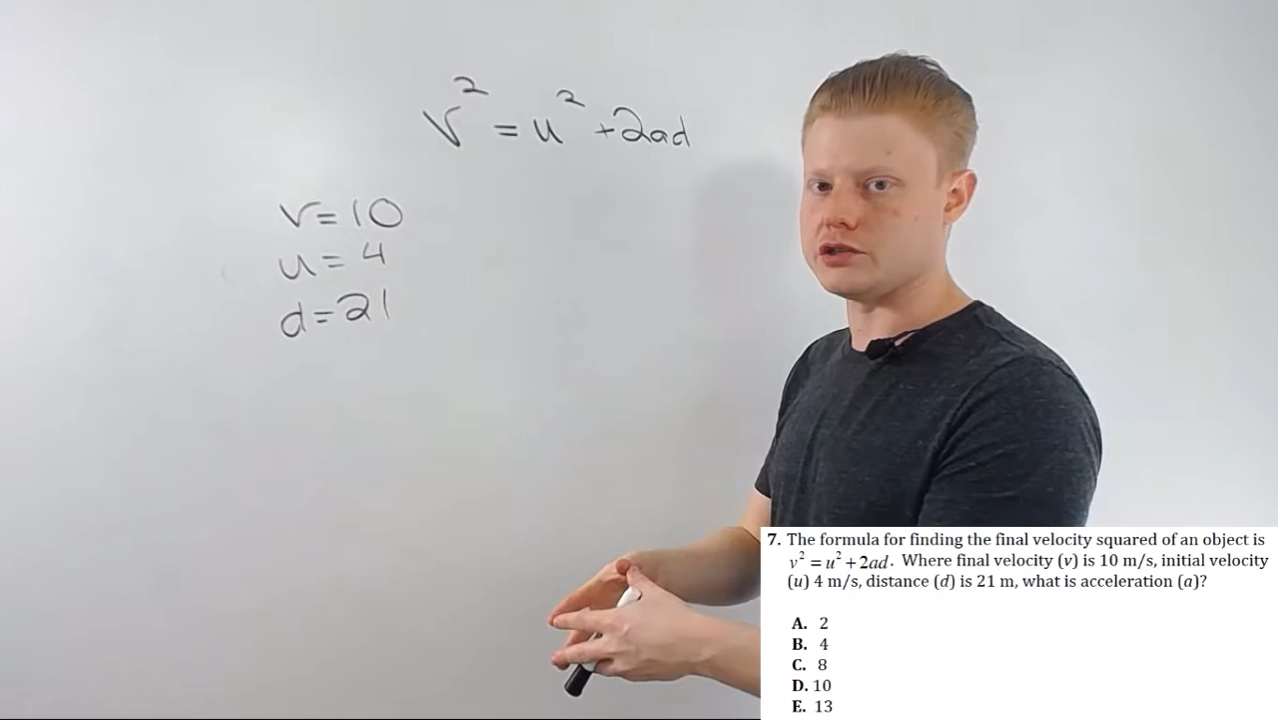 v² = u² + 2ad
v = 10
u = 4
d = 21
7. The formula for finding the final velocity squared of an object is
v² = u² + 2ad. Where final velocity (v) is 10 m/s, initial velocity
(u) 4 m/s, distance (d) is 21 m, what is acceleration (a)?
A. 2
B. 4
C. 8
D. 10
E. 13